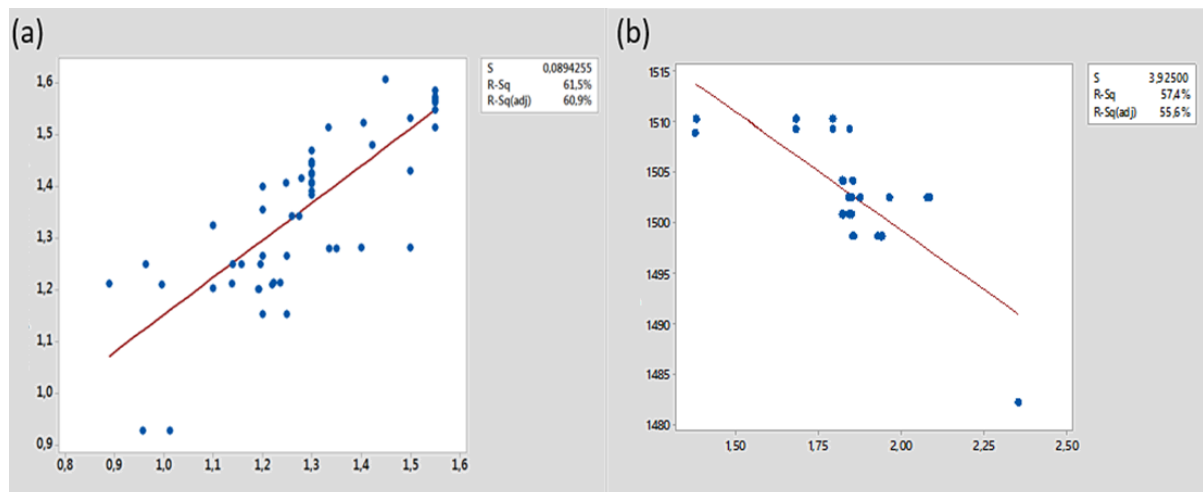 (a)
S 0,0894255
R-Sq 61,5%
R-Sq(adj) 60,9%
1,6
1,5
1,4
1,3
1,2
1,1
1,0
0,9
0,8 0,9 1,0 1,1 1,2 1,3 1,4 1,5 1,6
(b)
S 3,92500
R-Sq 57,4%
R-Sq(adj) 55,6%
1515
1510
1505
1500
1495
1490
1485
1480
1,50 1,75 2,00 2,25 2,50